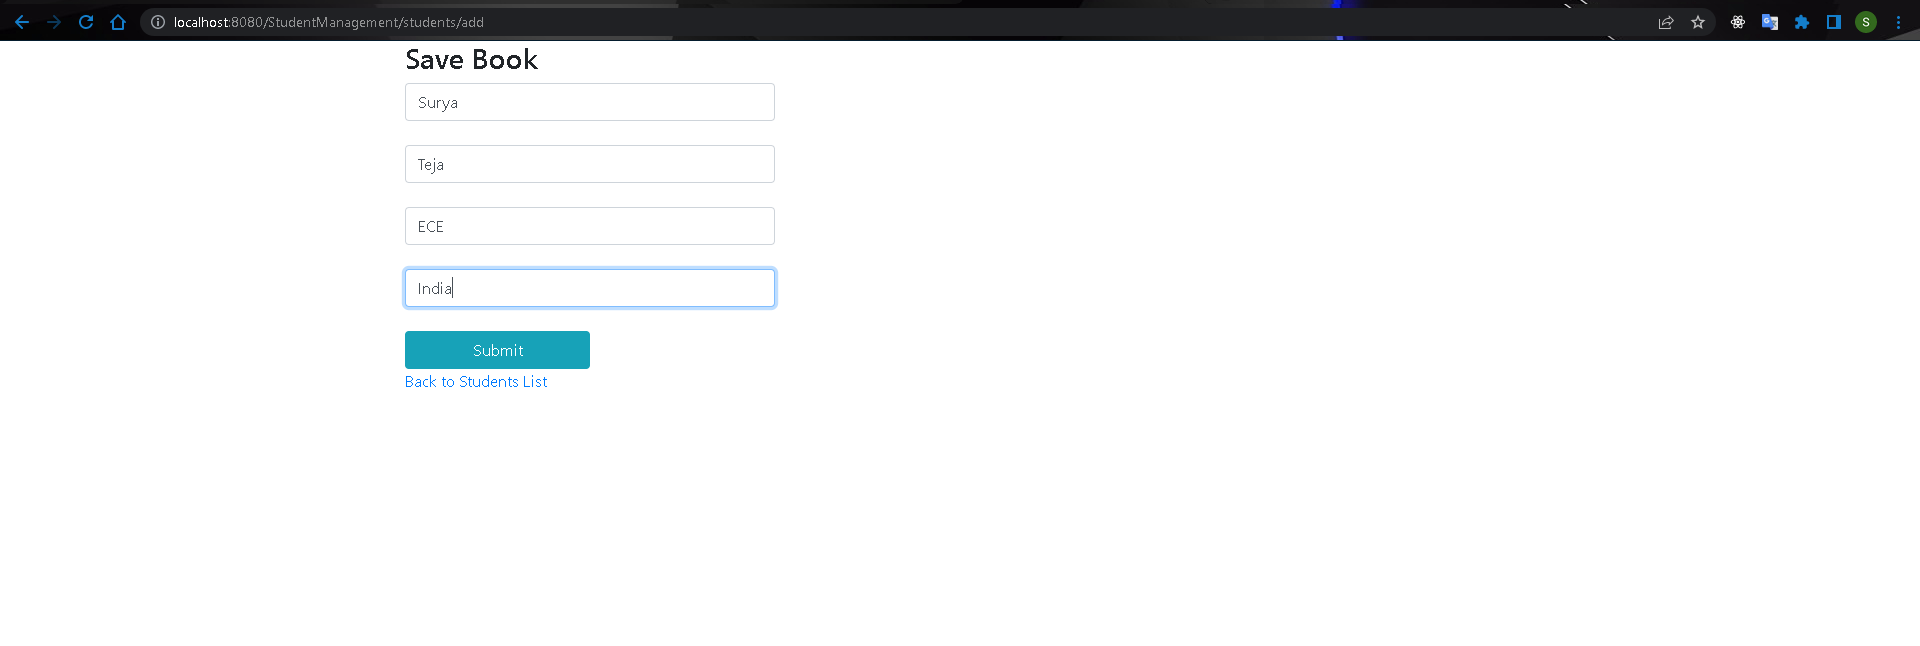 localhost:8080/StudentManagement/students/add
S
Save Book
Surya
Teja
ECE
India
Submit
Back to Students List